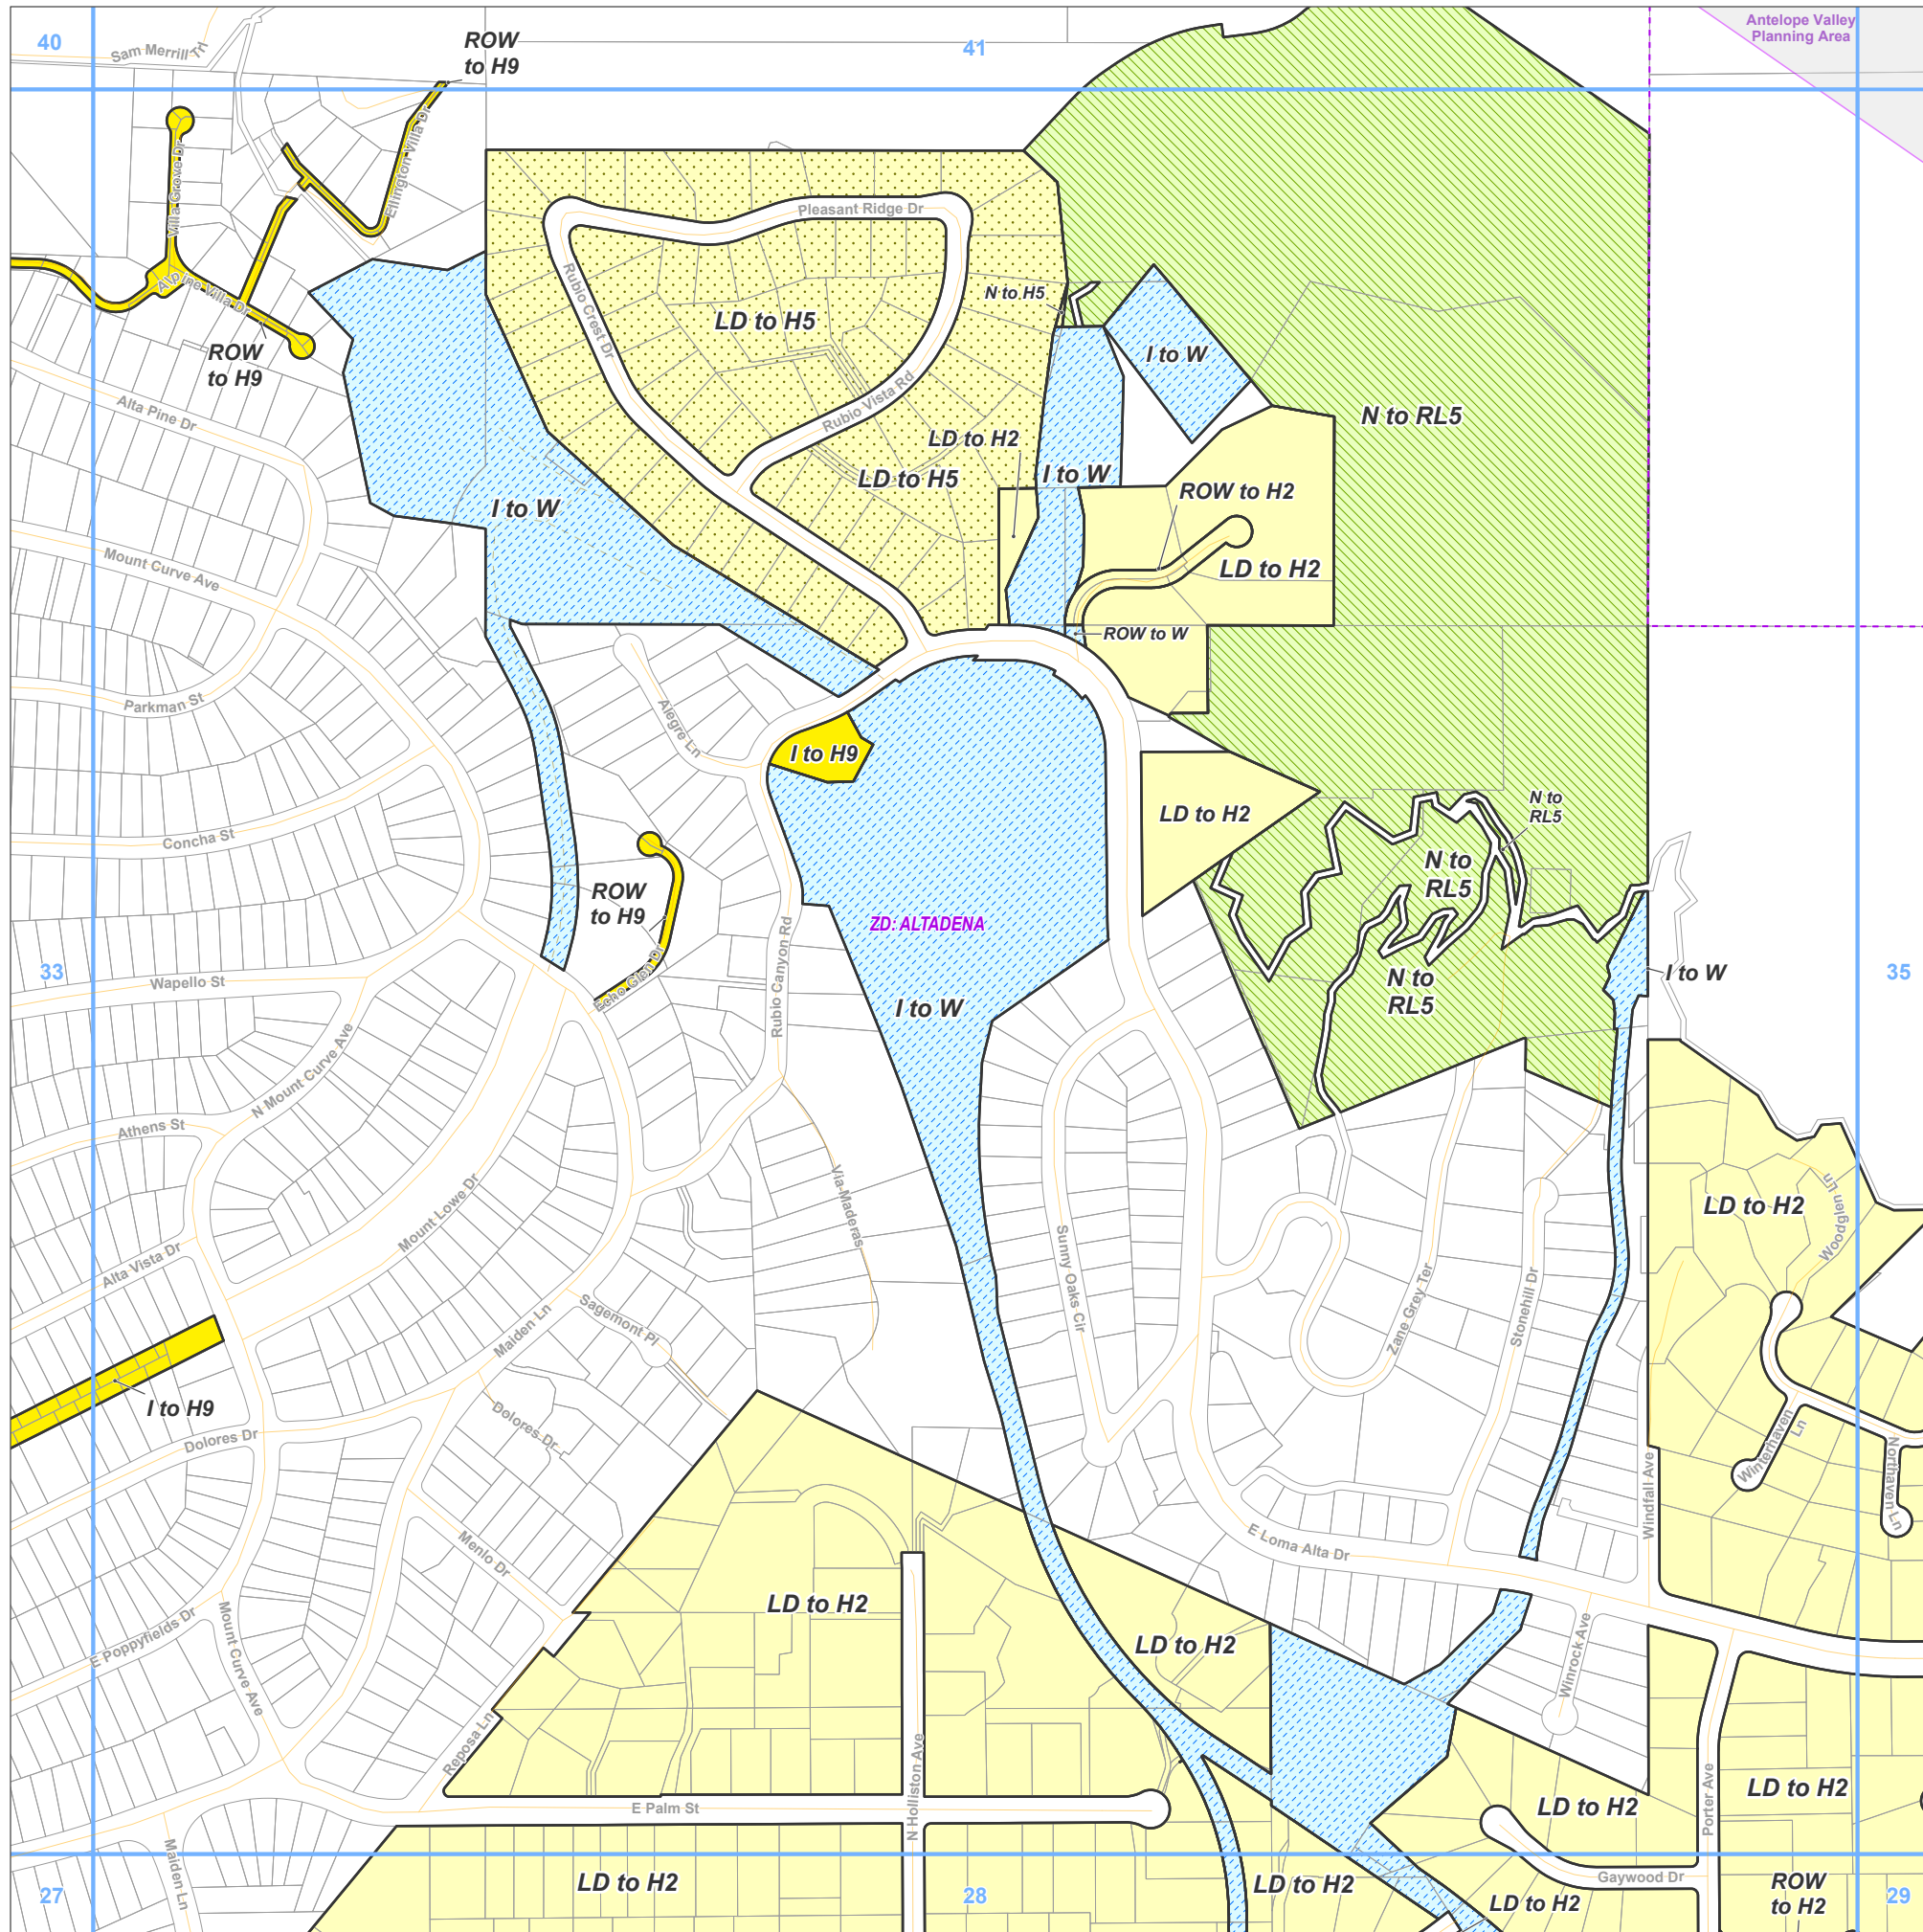 40
Sam Merrill Trl
ROW
to H9
41
Antelope Valley
Planning Area
Villa Grove Dr
Ellington Villa Dr
Alpine Villa Dr
ROW
to H9
Pleasant Ridge Dr
Rubio Crest Dr
LD to H5
N to H5
I to W
Rubio Vista Rd
LD to H2
LD to H5
I to W
N to RL5
ROW to H2
LD to H2
ROW to W
Alta Pine Dr
I to W
Mount Curve Ave
Parkman St
Alegre Ln
I to H9
LD to H2
N to
RL5
N to
RL5
Concha St
ROW
to H9
Echo Glen Dr
Rubio Canyon Rd
ZD: ALTADENA
33
Wapello St
I to W
N to
RL5
I to W
35
N Mount Curve Ave
Athens St
Mount Lowe Dr
Via Maderas
Sunny Oaks Cir
LD to H2
Woodglen Ln
Alta Vista Dr
Maiden Ln
Sagemont Pl
Zane Grey Ter
Stonehill Dr
I to H9
Dolores Dr
Dolores Dr
Winterhaven
Ln
Northaven Ln
Windfall Ave
Menlo Dr
E Loma Alta Dr
E Poppyfields Dr
Mount Curve Ave
LD to H2
LD to H2
Winrock Ave
Reposa Ln
N Holliston Ave
E Palm St
LD to H2
Porter Ave
LD to H2
Maiden Ln
27
LD to H2
28
LD to H2
Gaywood Dr
LD to H2
ROW
to H2
29